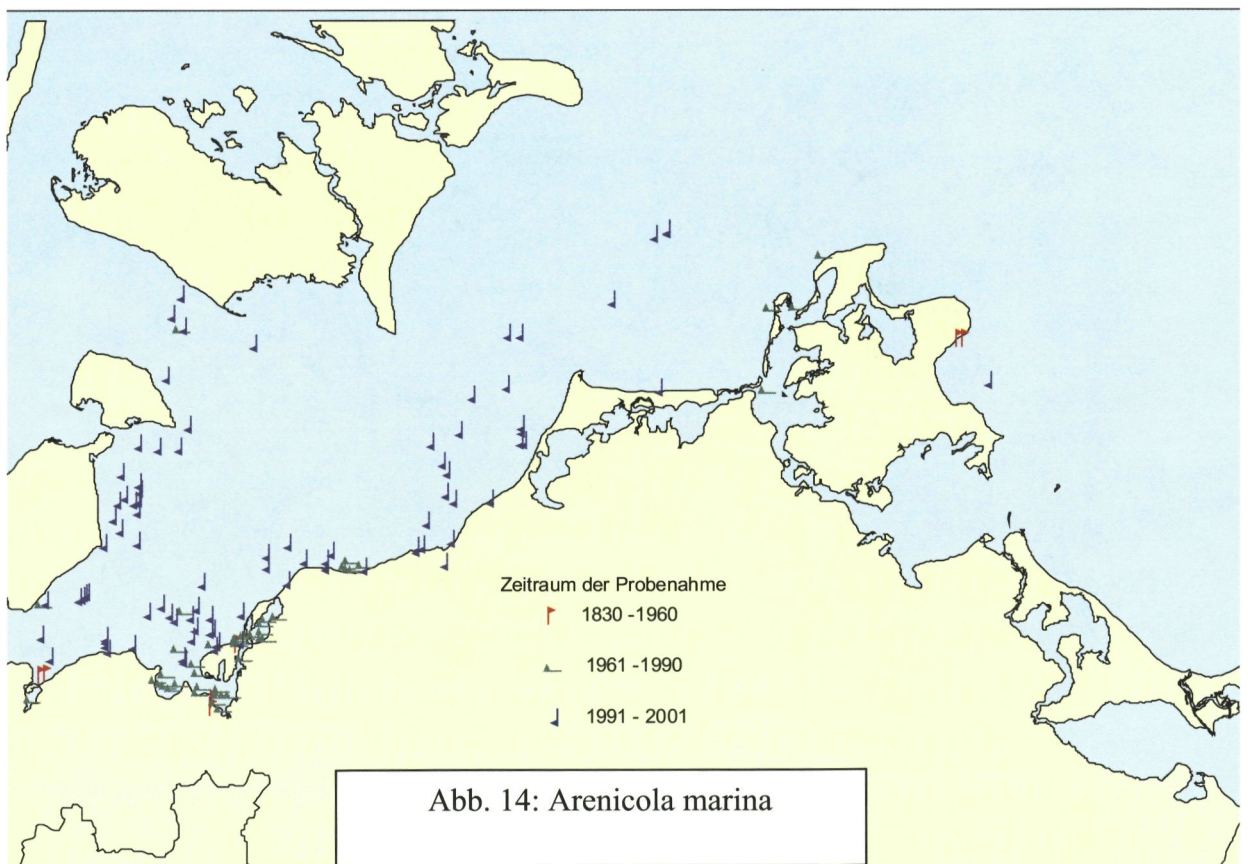 Zeitraum der Probenahme
1830 -1960
1961 -1990
1991 - 2001
Abb. 14: Arenicola marina